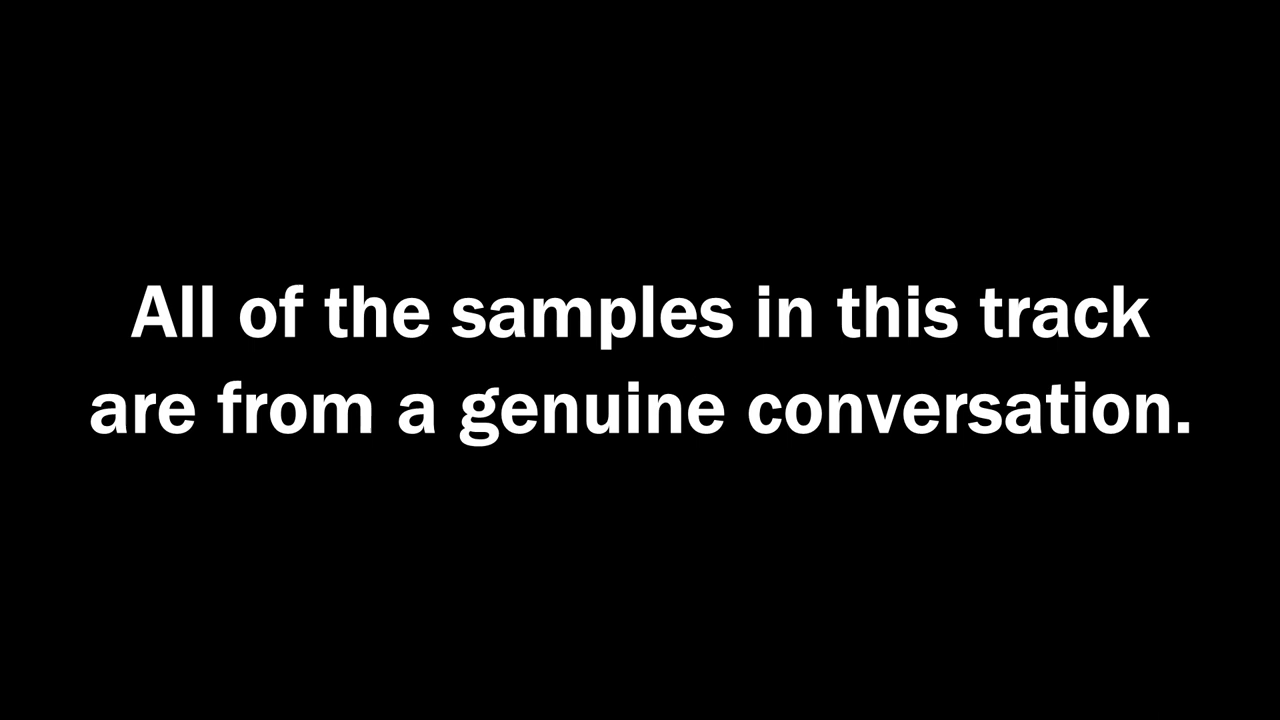 All of the samples in this track
are from a genuine conversation.